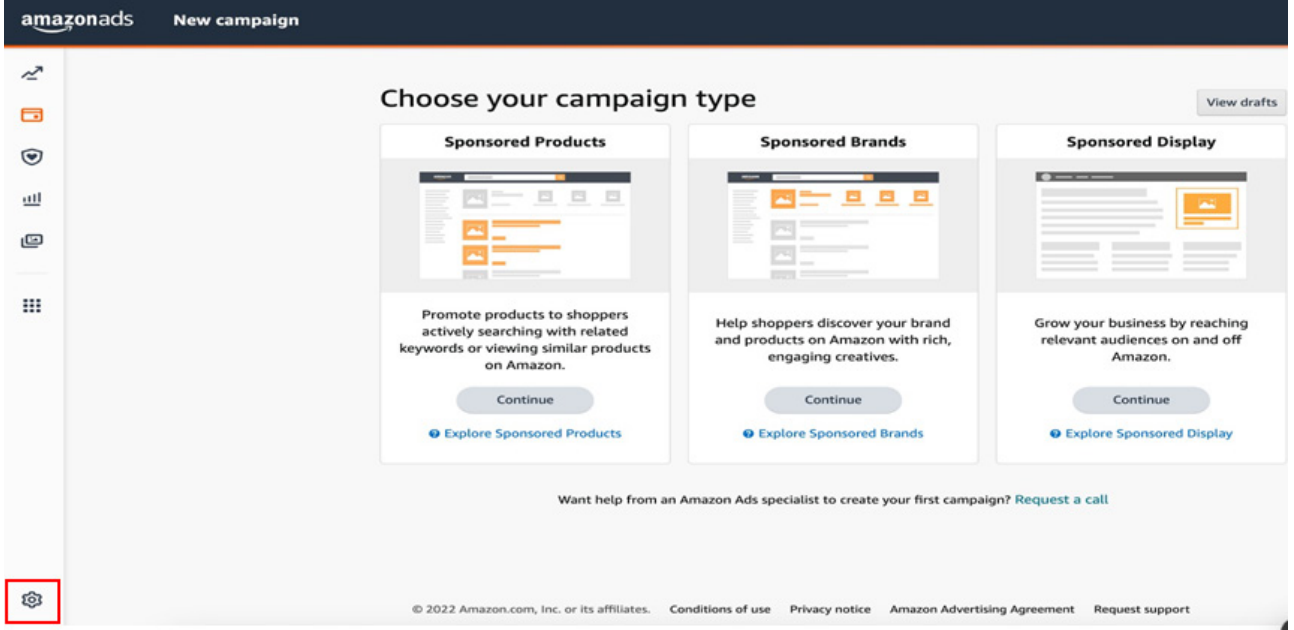 amazonads New campaign
Choose your campaign type
View drafts
Sponsored Products
Promote products to shoppers
actively searching with related
keywords or viewing similar products
on Amazon.
Continue
Explore Sponsored Products
Sponsored Brands
Help shoppers discover your brand
and products on Amazon with rich,
engaging creatives.
Continue
Explore Sponsored Brands
Sponsored Display
Grow your business by reaching
relevant audiences on and off
Amazon.
Continue
Explore Sponsored Display
Want help from an Amazon Ads specialist to create your first campaign? Request a call
© 2022 Amazon.com, Inc. or its affiliates. Conditions of use Privacy notice Amazon Advertising Agreement Request support